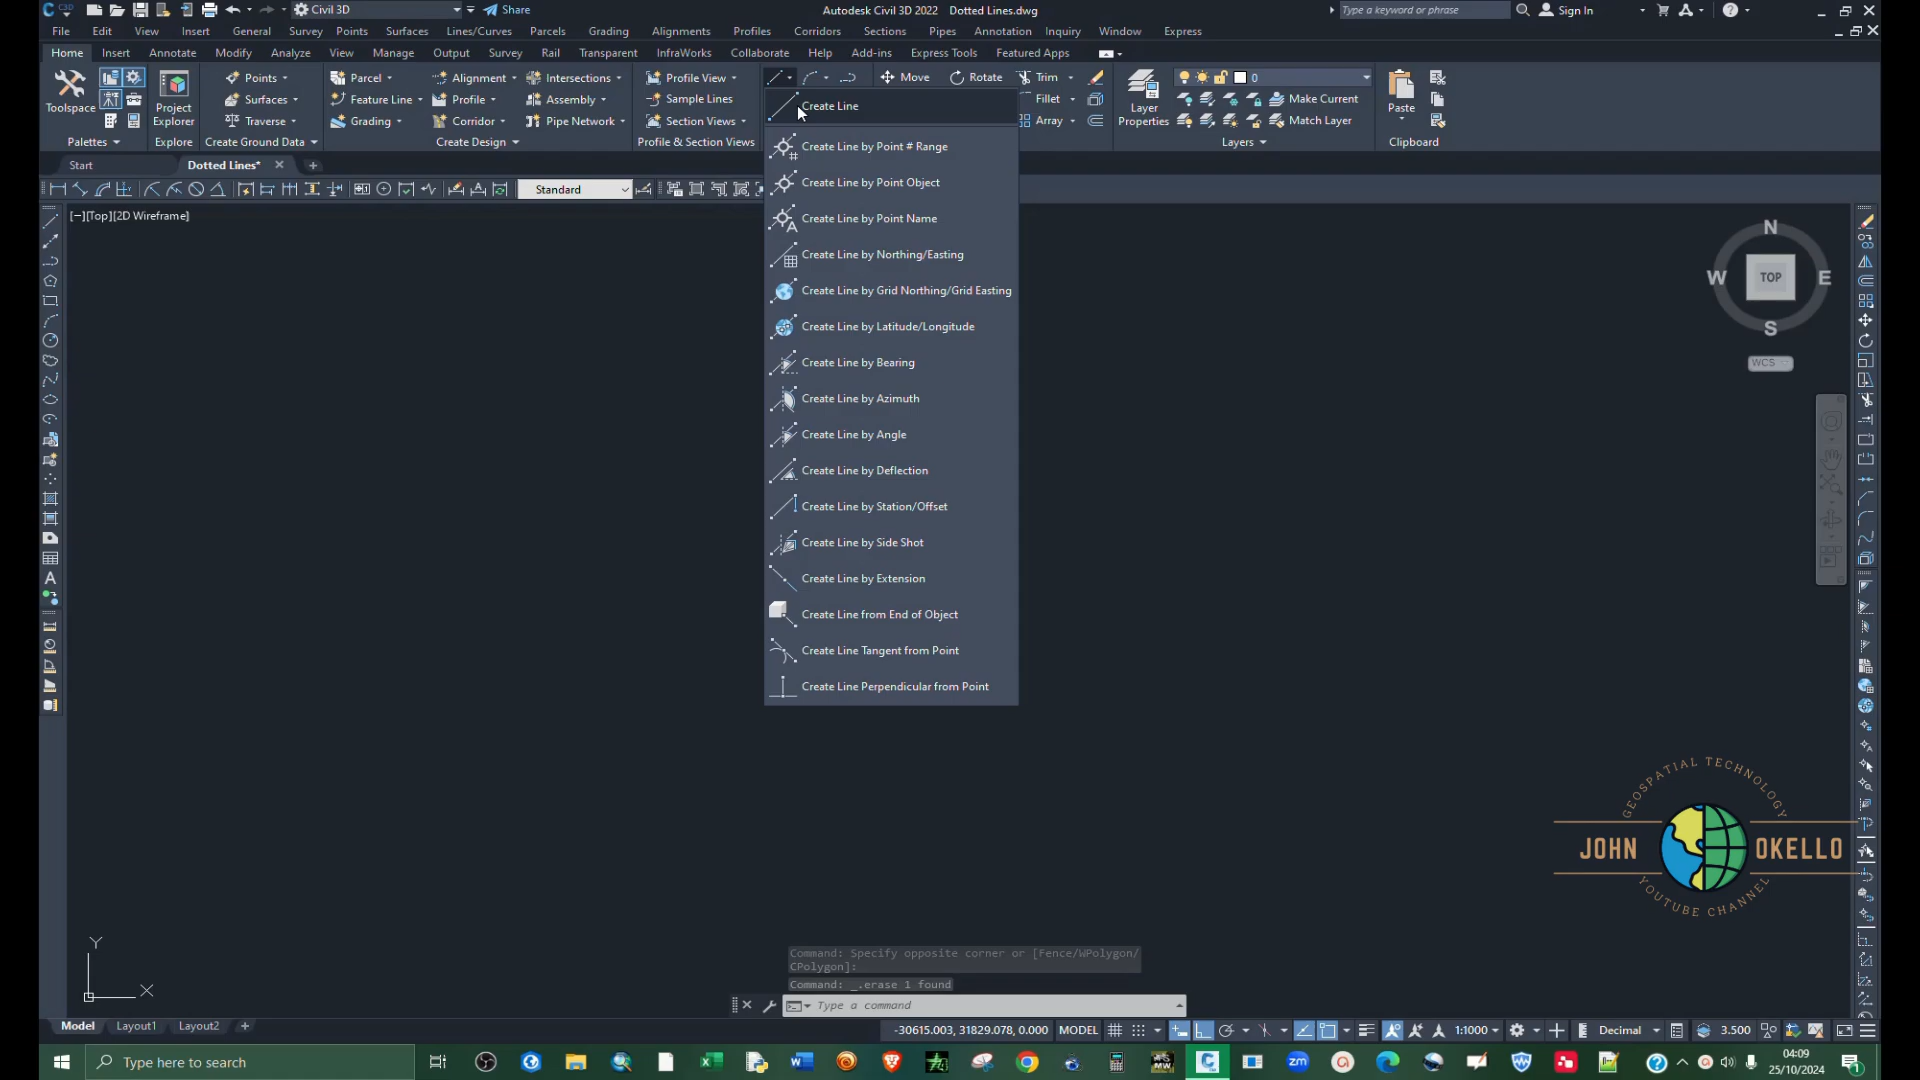 Autodesk Civil 3D 2022 Dotted Lines.dwg
Civil 3D
Share
Type a keyword or phrase
Sign In
File Edit View Insert General Survey Points Surfaces Lines/Curves Parcels Grading Alignments Profiles Corridors Sections Pipes Annotation Inquiry Window Express
Home Insert Annotate Modify Analyze View Manage Output Survey Rail Transparent InfraWorks Collaborate Help Add-ins Express Tools Featured Apps
Toolspace
Palettes
Project
Explorer
Explore
Points
Surfaces
Traverse
Create Ground Data
Parcel
Feature Line
Grading
Alignment
Profile
Corridor
Intersections
Assembly
Pipe Network
Create Design
Profile View
Sample Lines
Section Views
Profile & Section Views
Move
Rotate
Trim
Fillet
Array
Layer
Properties
0
Make Current
Match Layer
Layers
Paste
Clipboard
Start
Dotted Lines*
Standard
[−][Top][2D Wireframe]
Create Line
Create Line by Point # Range
Create Line by Point Object
Create Line by Point Name
Create Line by Northing/Easting
Create Line by Grid Northing/Grid Easting
Create Line by Latitude/Longitude
Create Line by Bearing
Create Line by Azimuth
Create Line by Angle
Create Line by Deflection
Create Line by Station/Offset
Create Line by Side Shot
Create Line by Extension
Create Line from End of Object
Create Line Tangent from Point
Create Line Perpendicular from Point
N
W TOP E
S
WCS
GEOSPATIAL TECHNOLOGY
JOHN OKELLO
YOUTUBE CHANNEL
Y
X
Command: Specify opposite corner or [Fence/WPolygon/
CPolygon]:
Command: _.erase 1 found
Type a command
Model Layout1 Layout2
-30615.003, 31829.078, 0.000 MODEL
1:1000
Decimal
3.500
Type here to search
04:09
25/10/2024